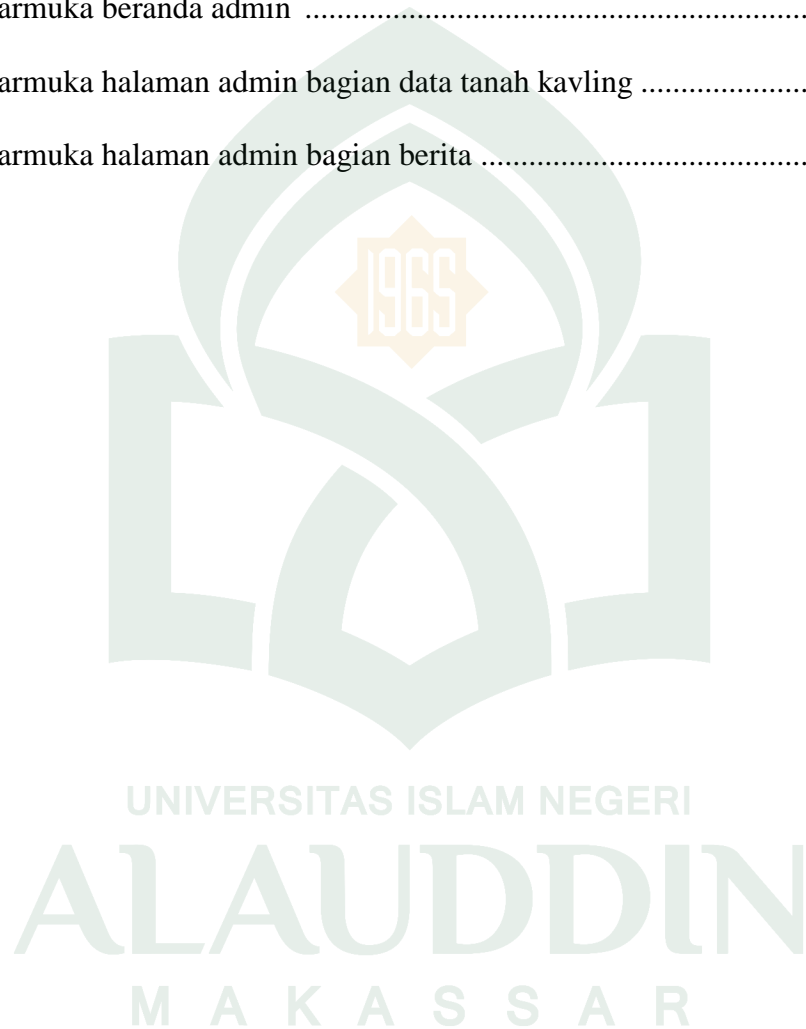 armuka beranda admin ................................................................
armuka halaman admin bagian data tanah kavling .....................
armuka halaman admin bagian berita .........................................
1965
UNIVERSITAS ISLAM NEGERI
ALAUDDIN
MAKASSAR